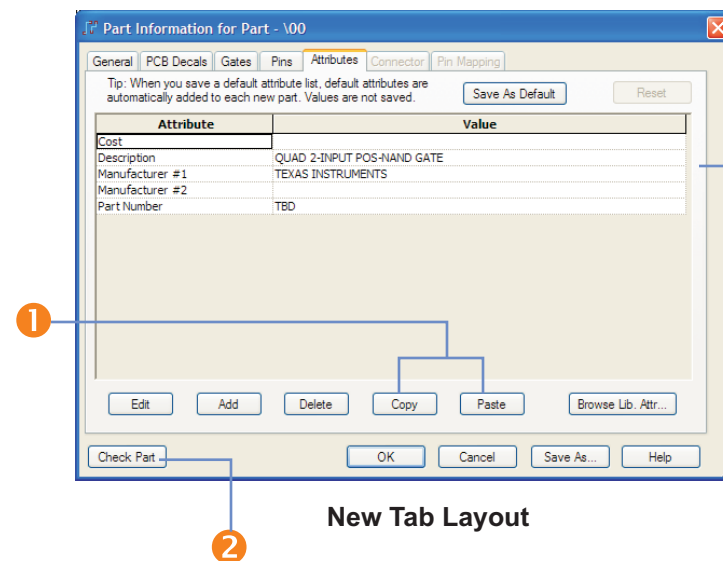 Part Information for Part - \00
General PCB Decals Gates Pins Attributes Connector Pin Mapping
Tip: When you save a default attribute list, default attributes are
automatically added to each new part. Values are not saved.
Save As Default
Reset
Attribute Value
Cost
Description QUAD 2-INPUT POS-NAND GATE
Manufacturer #1 TEXAS INSTRUMENTS
Manufacturer #2
Part Number TBD
1
Edit Add Delete Copy Paste Browse Lib. Attr...
Check Part OK Cancel Save As... Help
New Tab Layout
2